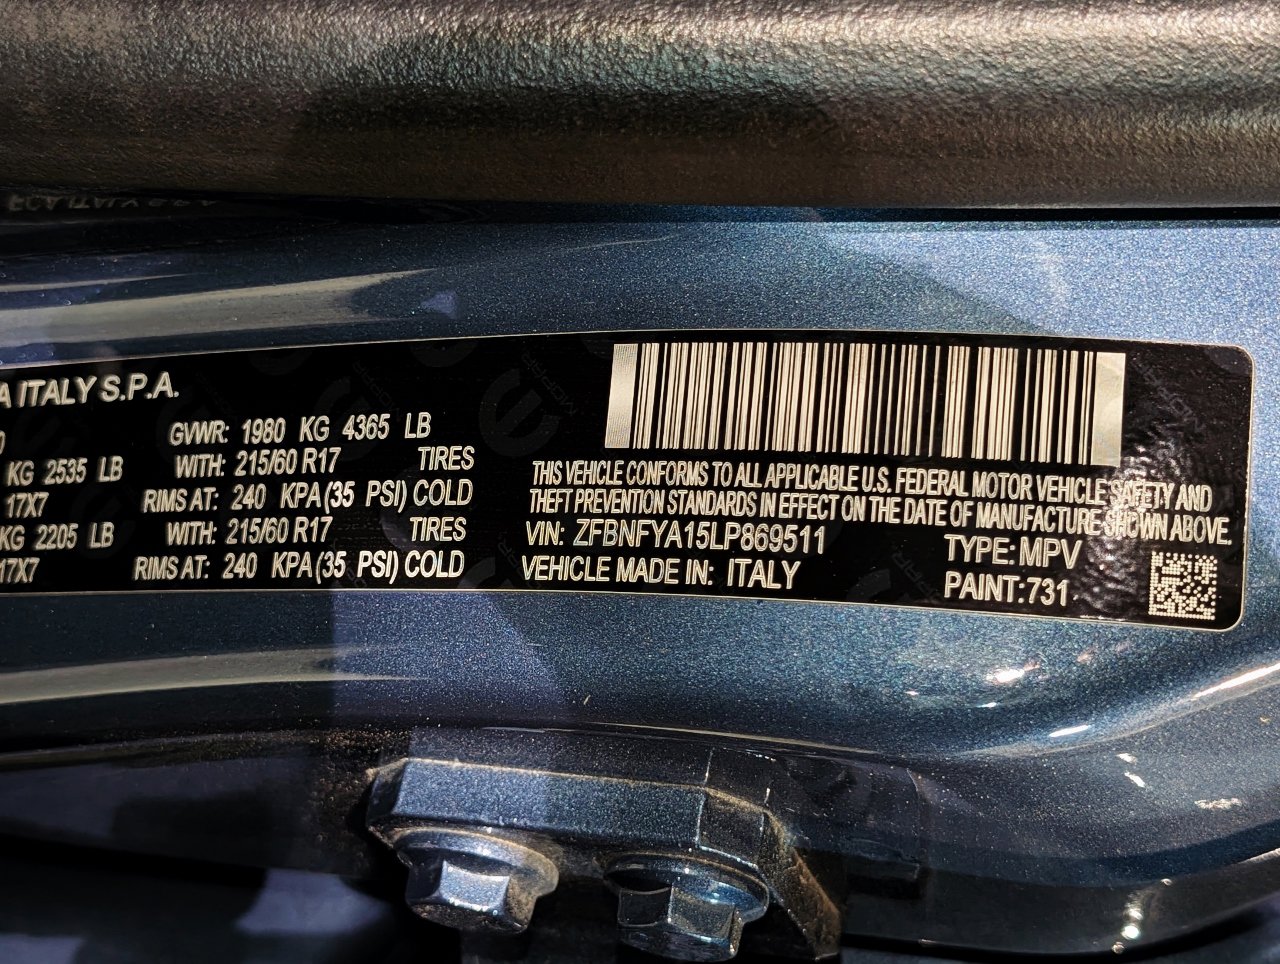 A ITALY S.P.A.
GVWR: 1980 KG 4365 LB
KG 2535 LB WITH: 215/60 R17 TIRES
17X7 RIMS AT: 240 KPA(35 PSI) COLD
KG 2205 LB WITH: 215/60 R17 TIRES
17X7 RIMS AT: 240 KPA(35 PSI) COLD
THIS VEHICLE CONFORMS TO ALL APPLICABLE U.S. FEDERAL MOTOR VEHICLE SAFETY AND
THEFT PREVENTION STANDARDS IN EFFECT ON THE DATE OF MANUFACTURE SHOWN ABOVE.
VIN: ZFBNFYA15LP869511 TYPE: MPV
VEHICLE MADE IN: ITALY PAINT: 731